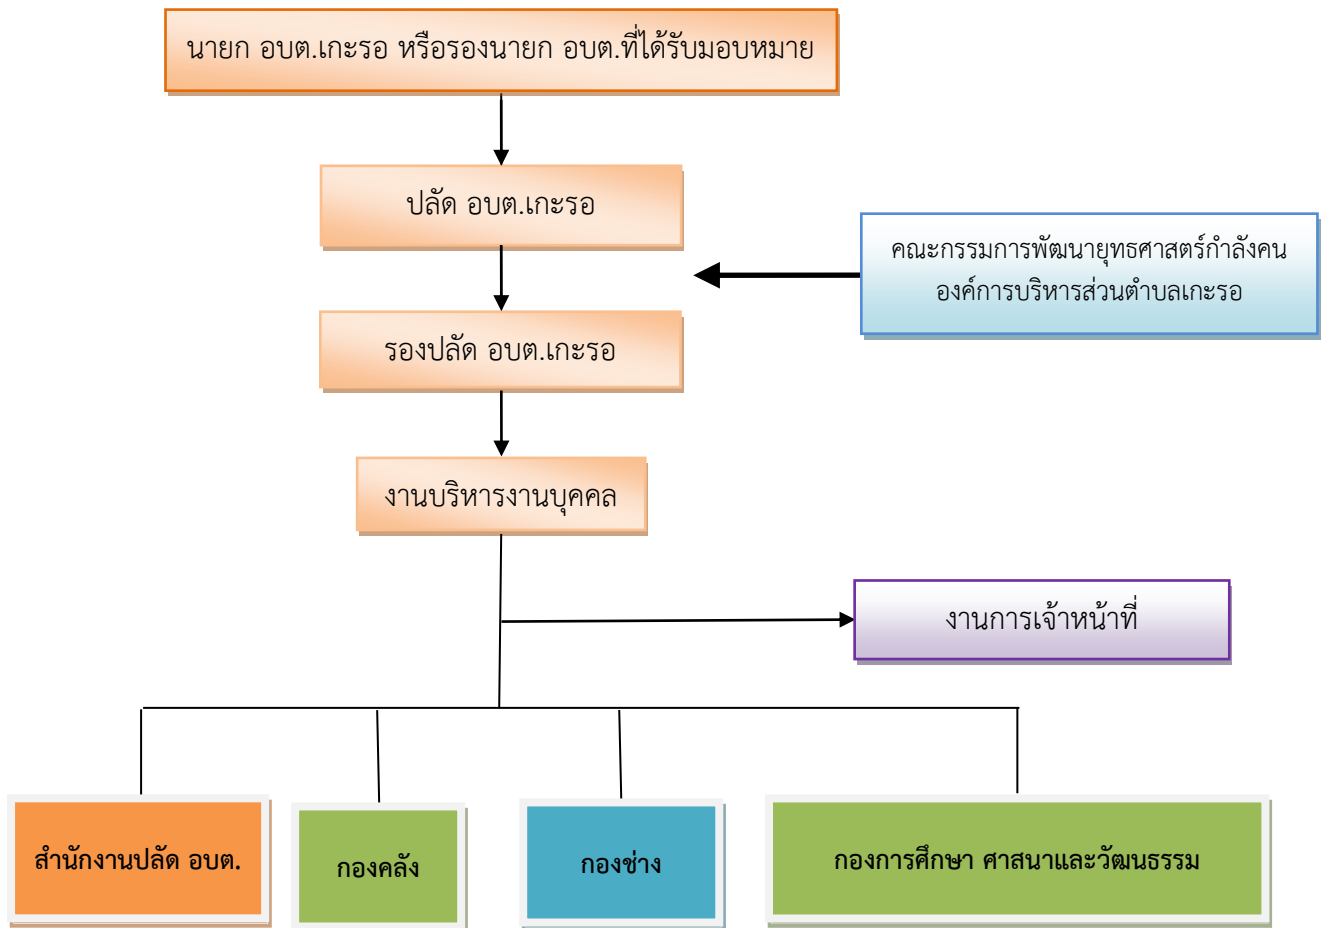 นายก อบต.เกะรอ หรือรองนายก อบต.ที่ได้รับมอบหมาย
ปลัด อบต.เกะรอ
คณะกรรมการพัฒนายุทธศาสตร์กำลังคน
องค์การบริหารส่วนตำบลเกะรอ
รองปลัด อบต.เกะรอ
งานบริหารงานบุคคล
งานการเจ้าหน้าที่
สำนักงานปลัด อบต.
กองคลัง
กองช่าง
กองการศึกษา ศาสนาและวัฒนธรรม